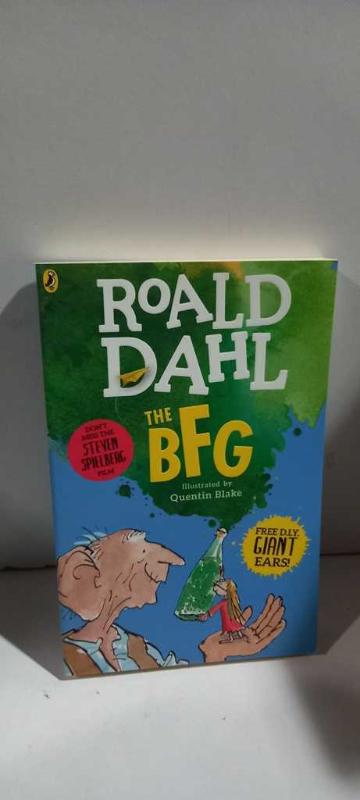 ROALD
DAHL
THE
BFG
Illustrated by
Quentin Blake
DON'T
MISS THE
STEVEN
SPIELBERG
FILM
FREE D.I.Y.
GIANT
EARS!